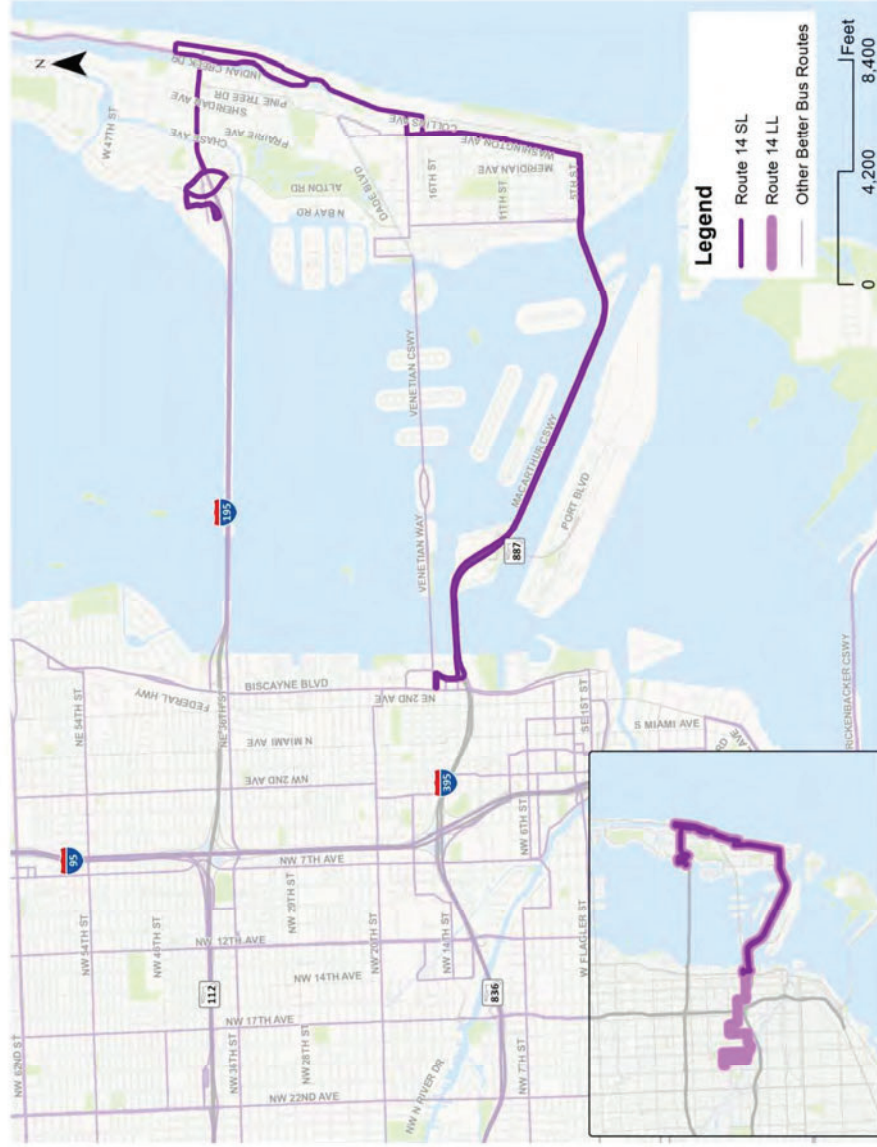 N
W 47TH ST
INDIAN CREEK DR
PINE TREE DR
SHERIDAN AVE
PRAIRIE AVE
CHASE AVE
ALTON RD
N BAY RD
DADE BLVD
16TH ST
11TH ST
5TH ST
COLLINS AVE
WASHINGTON AVE
MERIDIAN AVE
195
VENETIAN CSWY
VENETIAN WAY
MACARTHUR CSWY
PORT BLVD
887
NE 54TH ST
FEDERAL HWY
NE 36TH ST
BISCAYNE BLVD
NE 2ND AVE
N MIAMI AVE
NW 2ND AVE
395
SE 1ST ST
S MIAMI AVE
RD
AVE
RICKENBACKER CSWY
95
NW 7TH AVE
NW 6TH ST
NW 62ND ST
NW 54TH ST
NW 46TH ST
112
NW 36TH ST
NW 29TH ST
NW 28TH ST
NW 20TH ST
NW 14TH ST
NW 12TH AVE
NW 14TH AVE
NW 17TH AVE
NW 22ND AVE
836
NW N RIVER DR
NW 7TH ST
W FLAGLER ST
Legend
Route 14 SL
Route 14 LL
Other Better Bus Routes
0 4,200 8,400
Feet